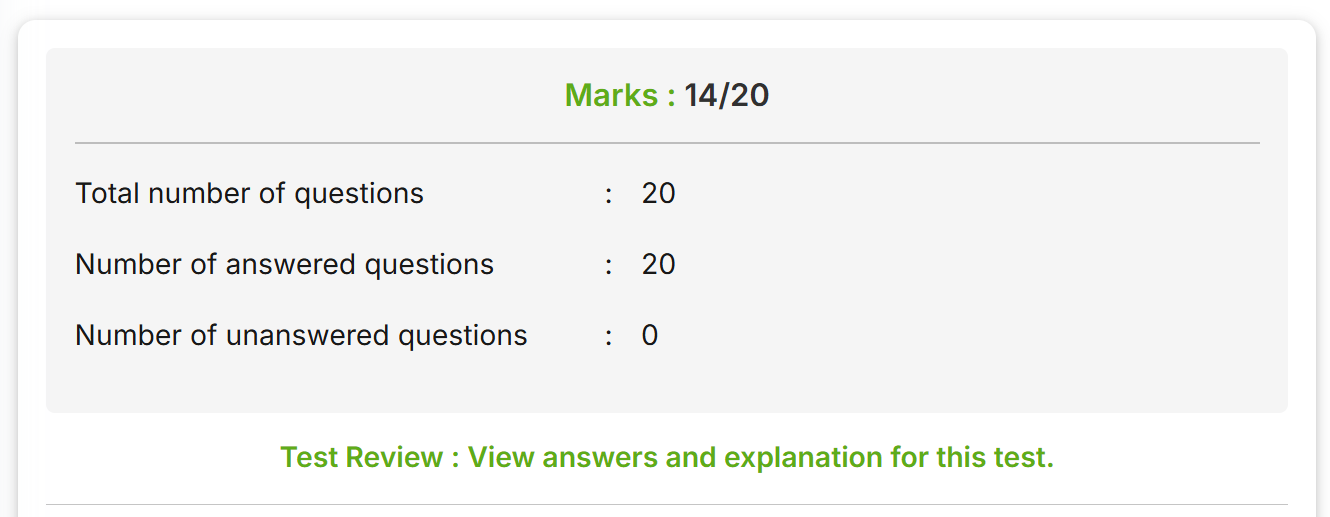 Marks : 14/20
Total number of questions : 20
Number of answered questions : 20
Number of unanswered questions : 0
Test Review : View answers and explanation for this test.